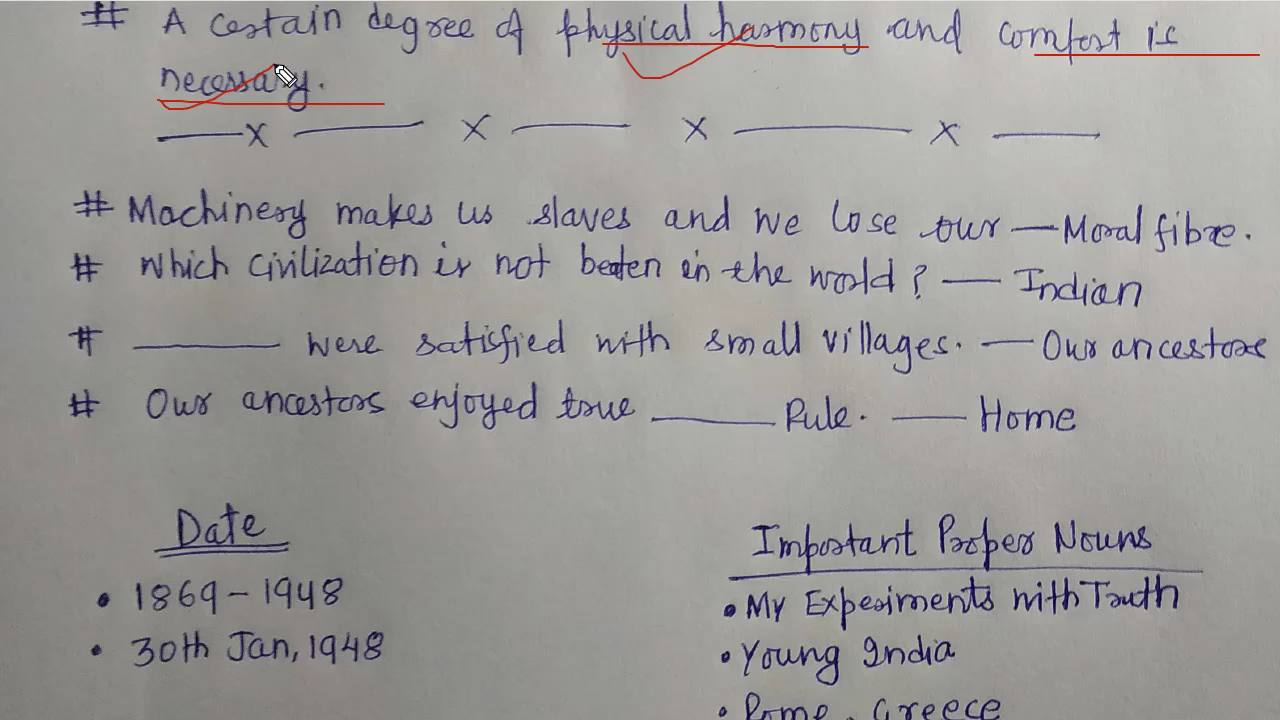 # A certain degree of physical harmony and comfort is
necessary.
x x x x
# Machinery makes us slaves and we lose our — Moral fibre.
# Which civilization is not beaten in the world? — Indian
# ______ were satisfied with small villages. — Our ancestors
# Our ancestors enjoyed true ______ Rule. — Home
Date
• 1869 – 1948
• 30th Jan, 1948
Important Proper Nouns
• My Experiments with Truth
• Young India
• Rome, Greece